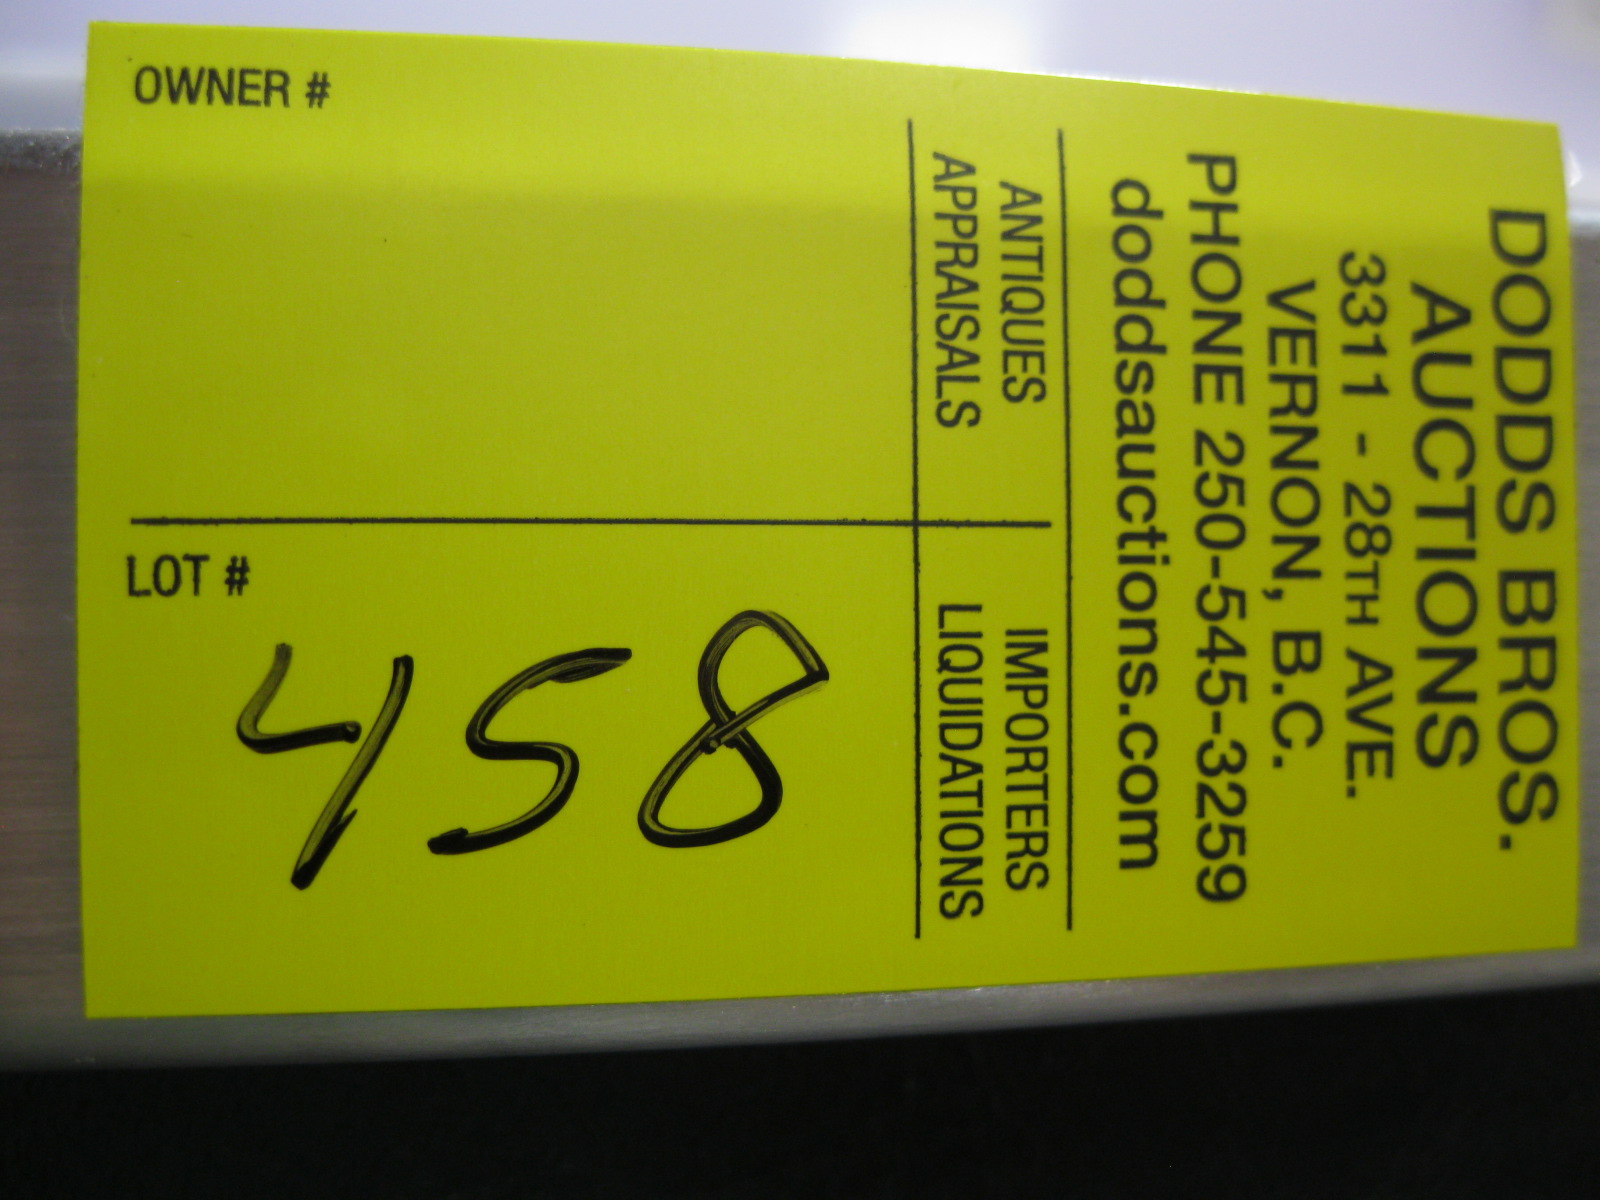 DODDS BROS.
AUCTIONS
3311 - 28TH AVE.
VERNON, B.C.
PHONE 250-545-3259
doddsauctions.com
ANTIQUES
APPRAISALS
IMPORTERS
LIQUIDATIONS
OWNER #
LOT #
458